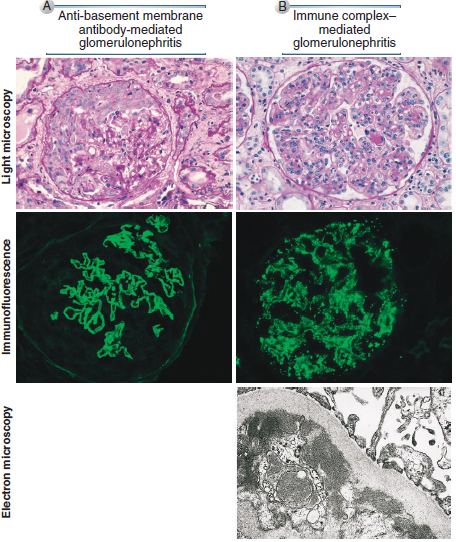 A
Anti-basement membrane
antibody-mediated
glomerulonephritis
B
Immune complex–
mediated
glomerulonephritis
Light microscopy
Immunofluorescence
Electron microscopy